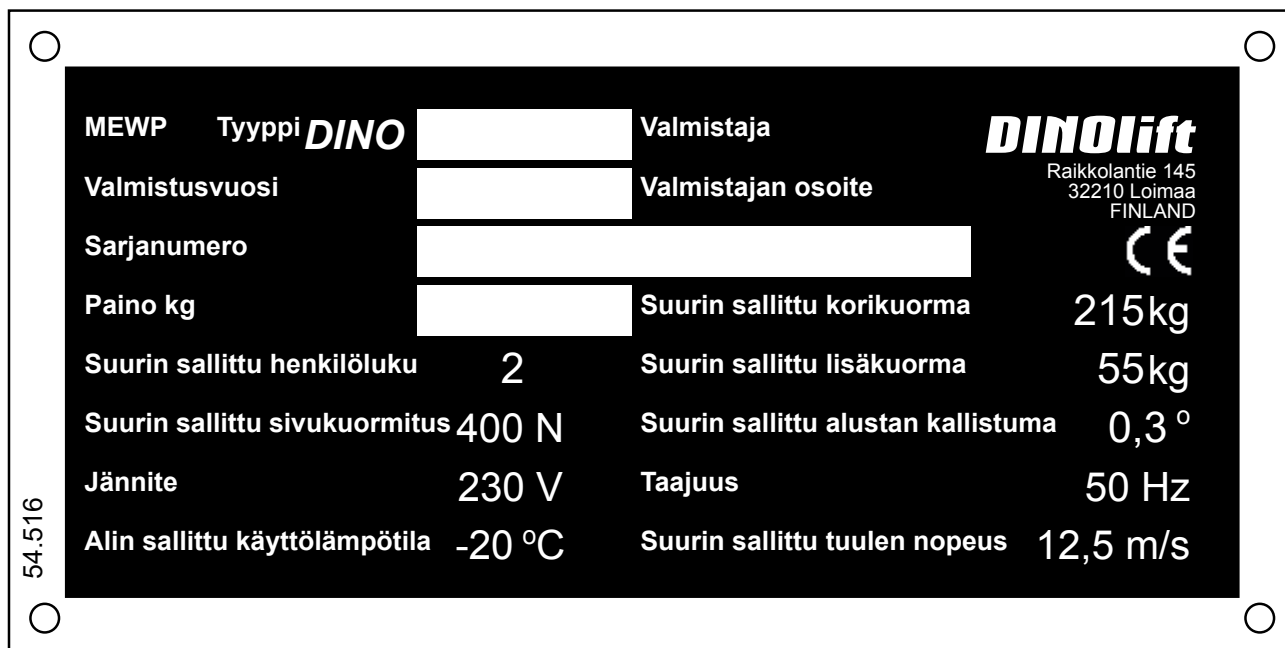 MEWP Tyyppi DINO Valmistaja DINOlift
Raikkolantie 145
32210 Loimaa
FINLAND
Valmistusvuosi Valmistajan osoite
Sarjanumero CE
Paino kg Suurin sallittu korikuorma 215kg
Suurin sallittu henkilöluku 2 Suurin sallittu lisäkuorma 55kg
Suurin sallittu sivukuormitus 400 N Suurin sallittu alustan kallistuma 0,3 º
Jännite 230 V Taajuus 50 Hz
Alin sallittu käyttölämpötila -20 ºC Suurin sallittu tuulen nopeus 12,5 m/s
54.516